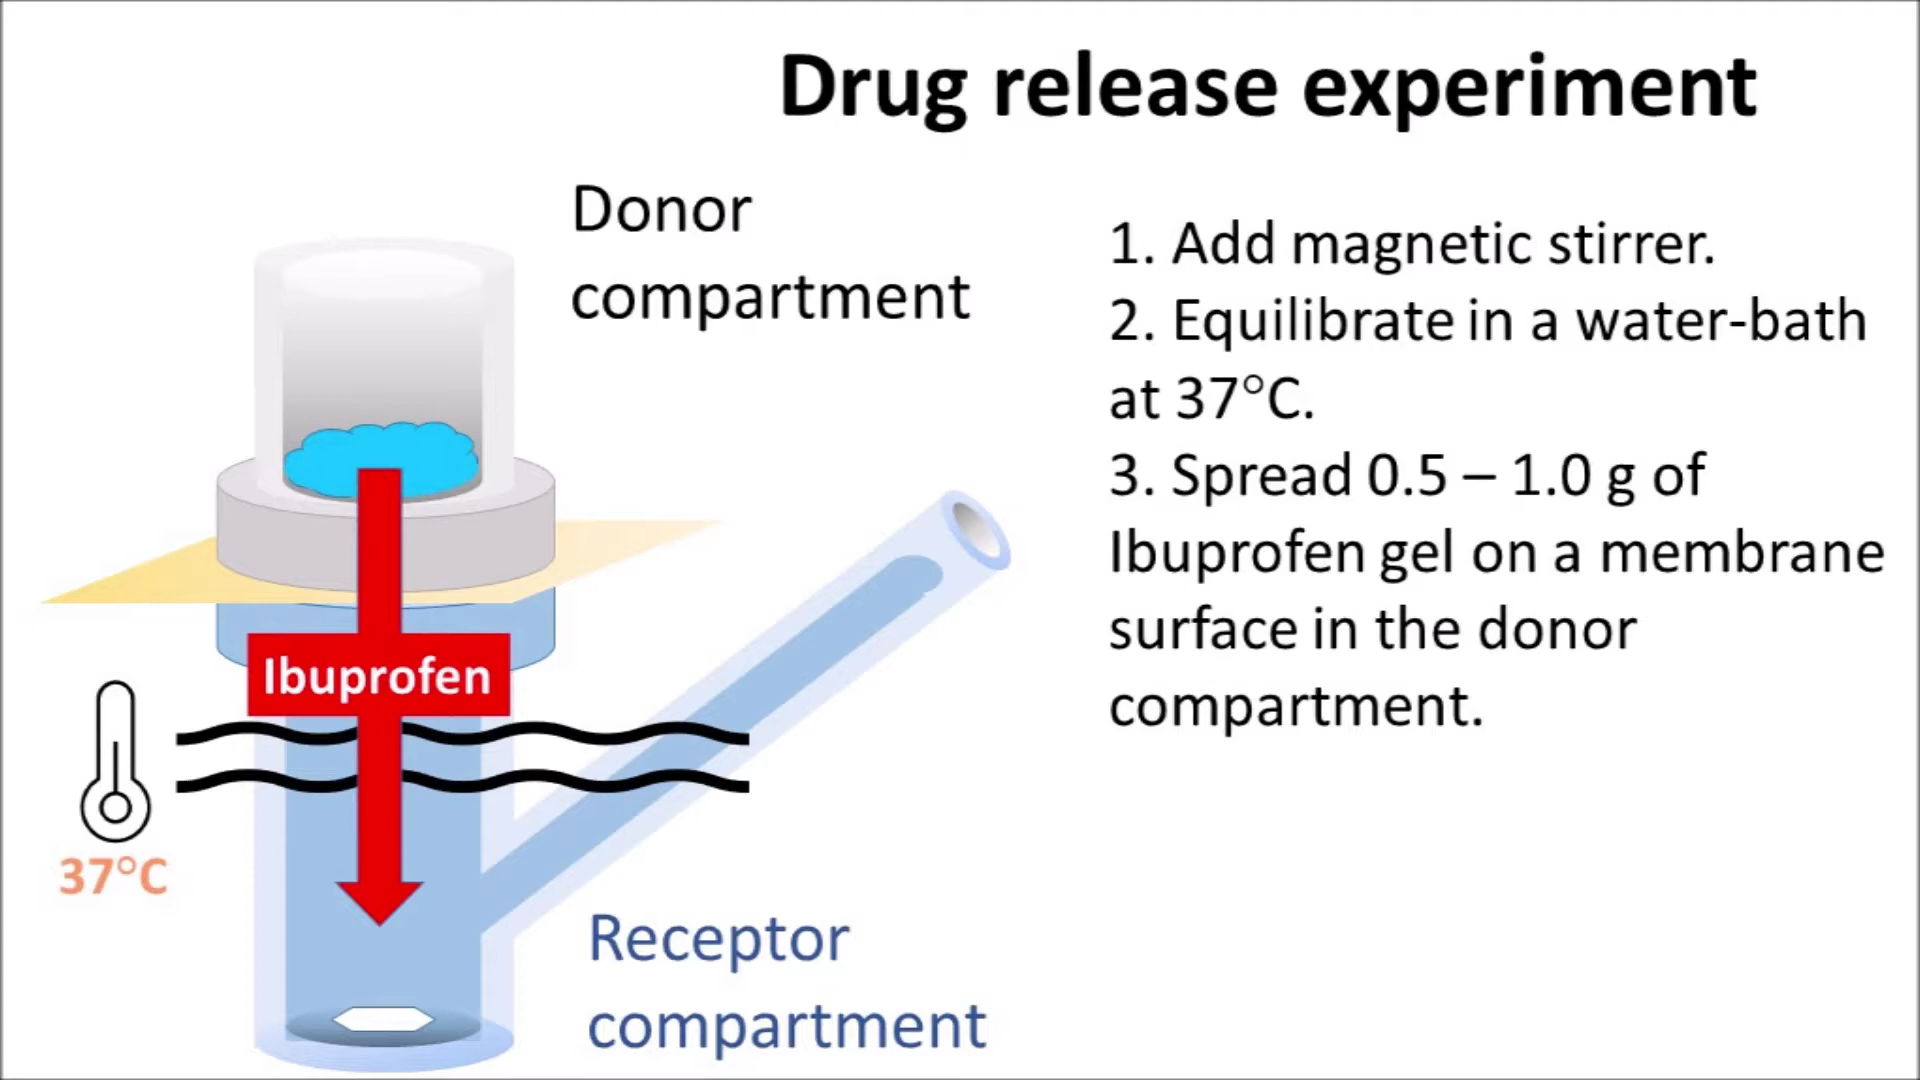 Drug release experiment
Donor
compartment
1. Add magnetic stirrer.
2. Equilibrate in a water-bath
at 37°C.
3. Spread 0.5 – 1.0 g of
Ibuprofen gel on a membrane
surface in the donor
compartment.
Ibuprofen
37°C
Receptor
compartment